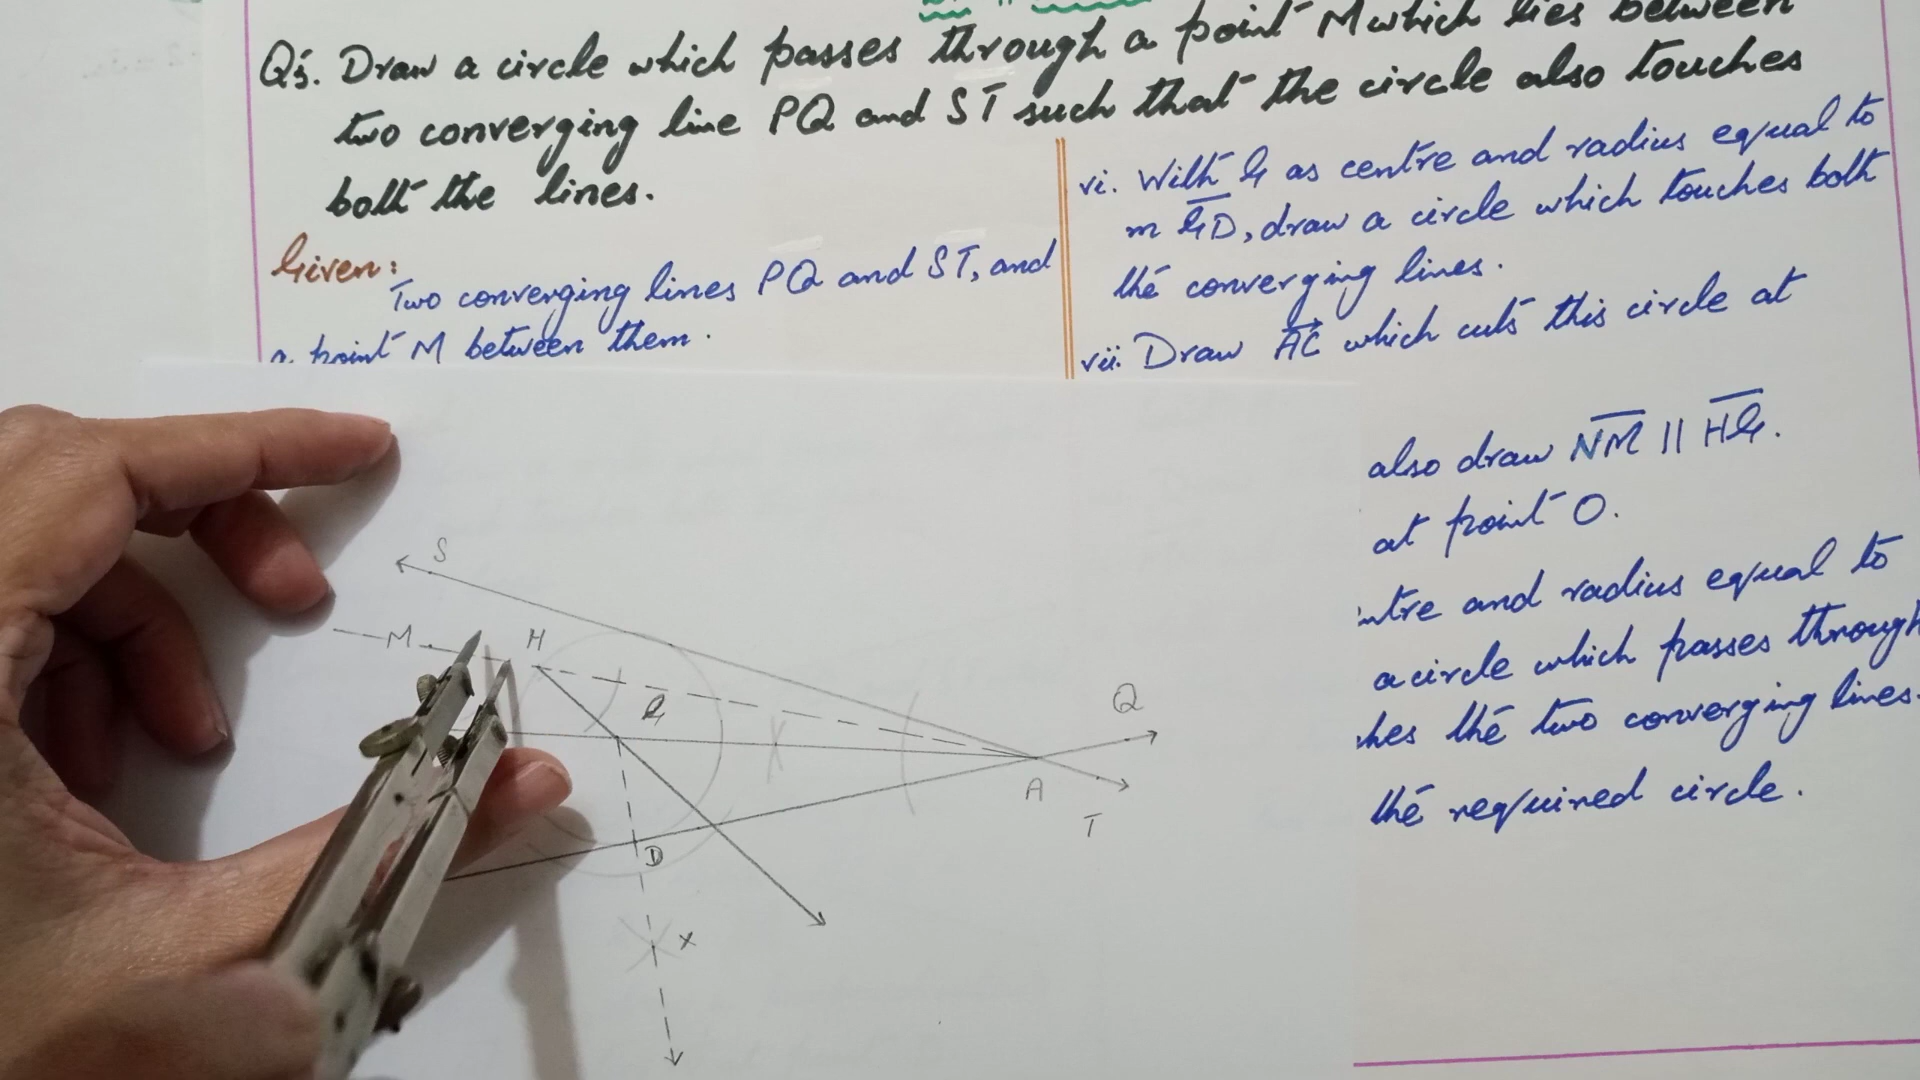 Q3. Draw a circle which passes through a point M which lies between
two converging line PQ and ST such that the circle also touches
both the lines.
Given:
Two converging lines PQ and ST, and
a point M between them.
vi. With G as centre and radius equal to
m GD, draw a circle which touches both
the converging lines.
vii. Draw AC which cuts this circle at
also draw NM || HG.
at point O.
and radius equal to
a circle which passes through
the two converging lines.
the required circle.
S
M
H
G
Q
A
T
D
X